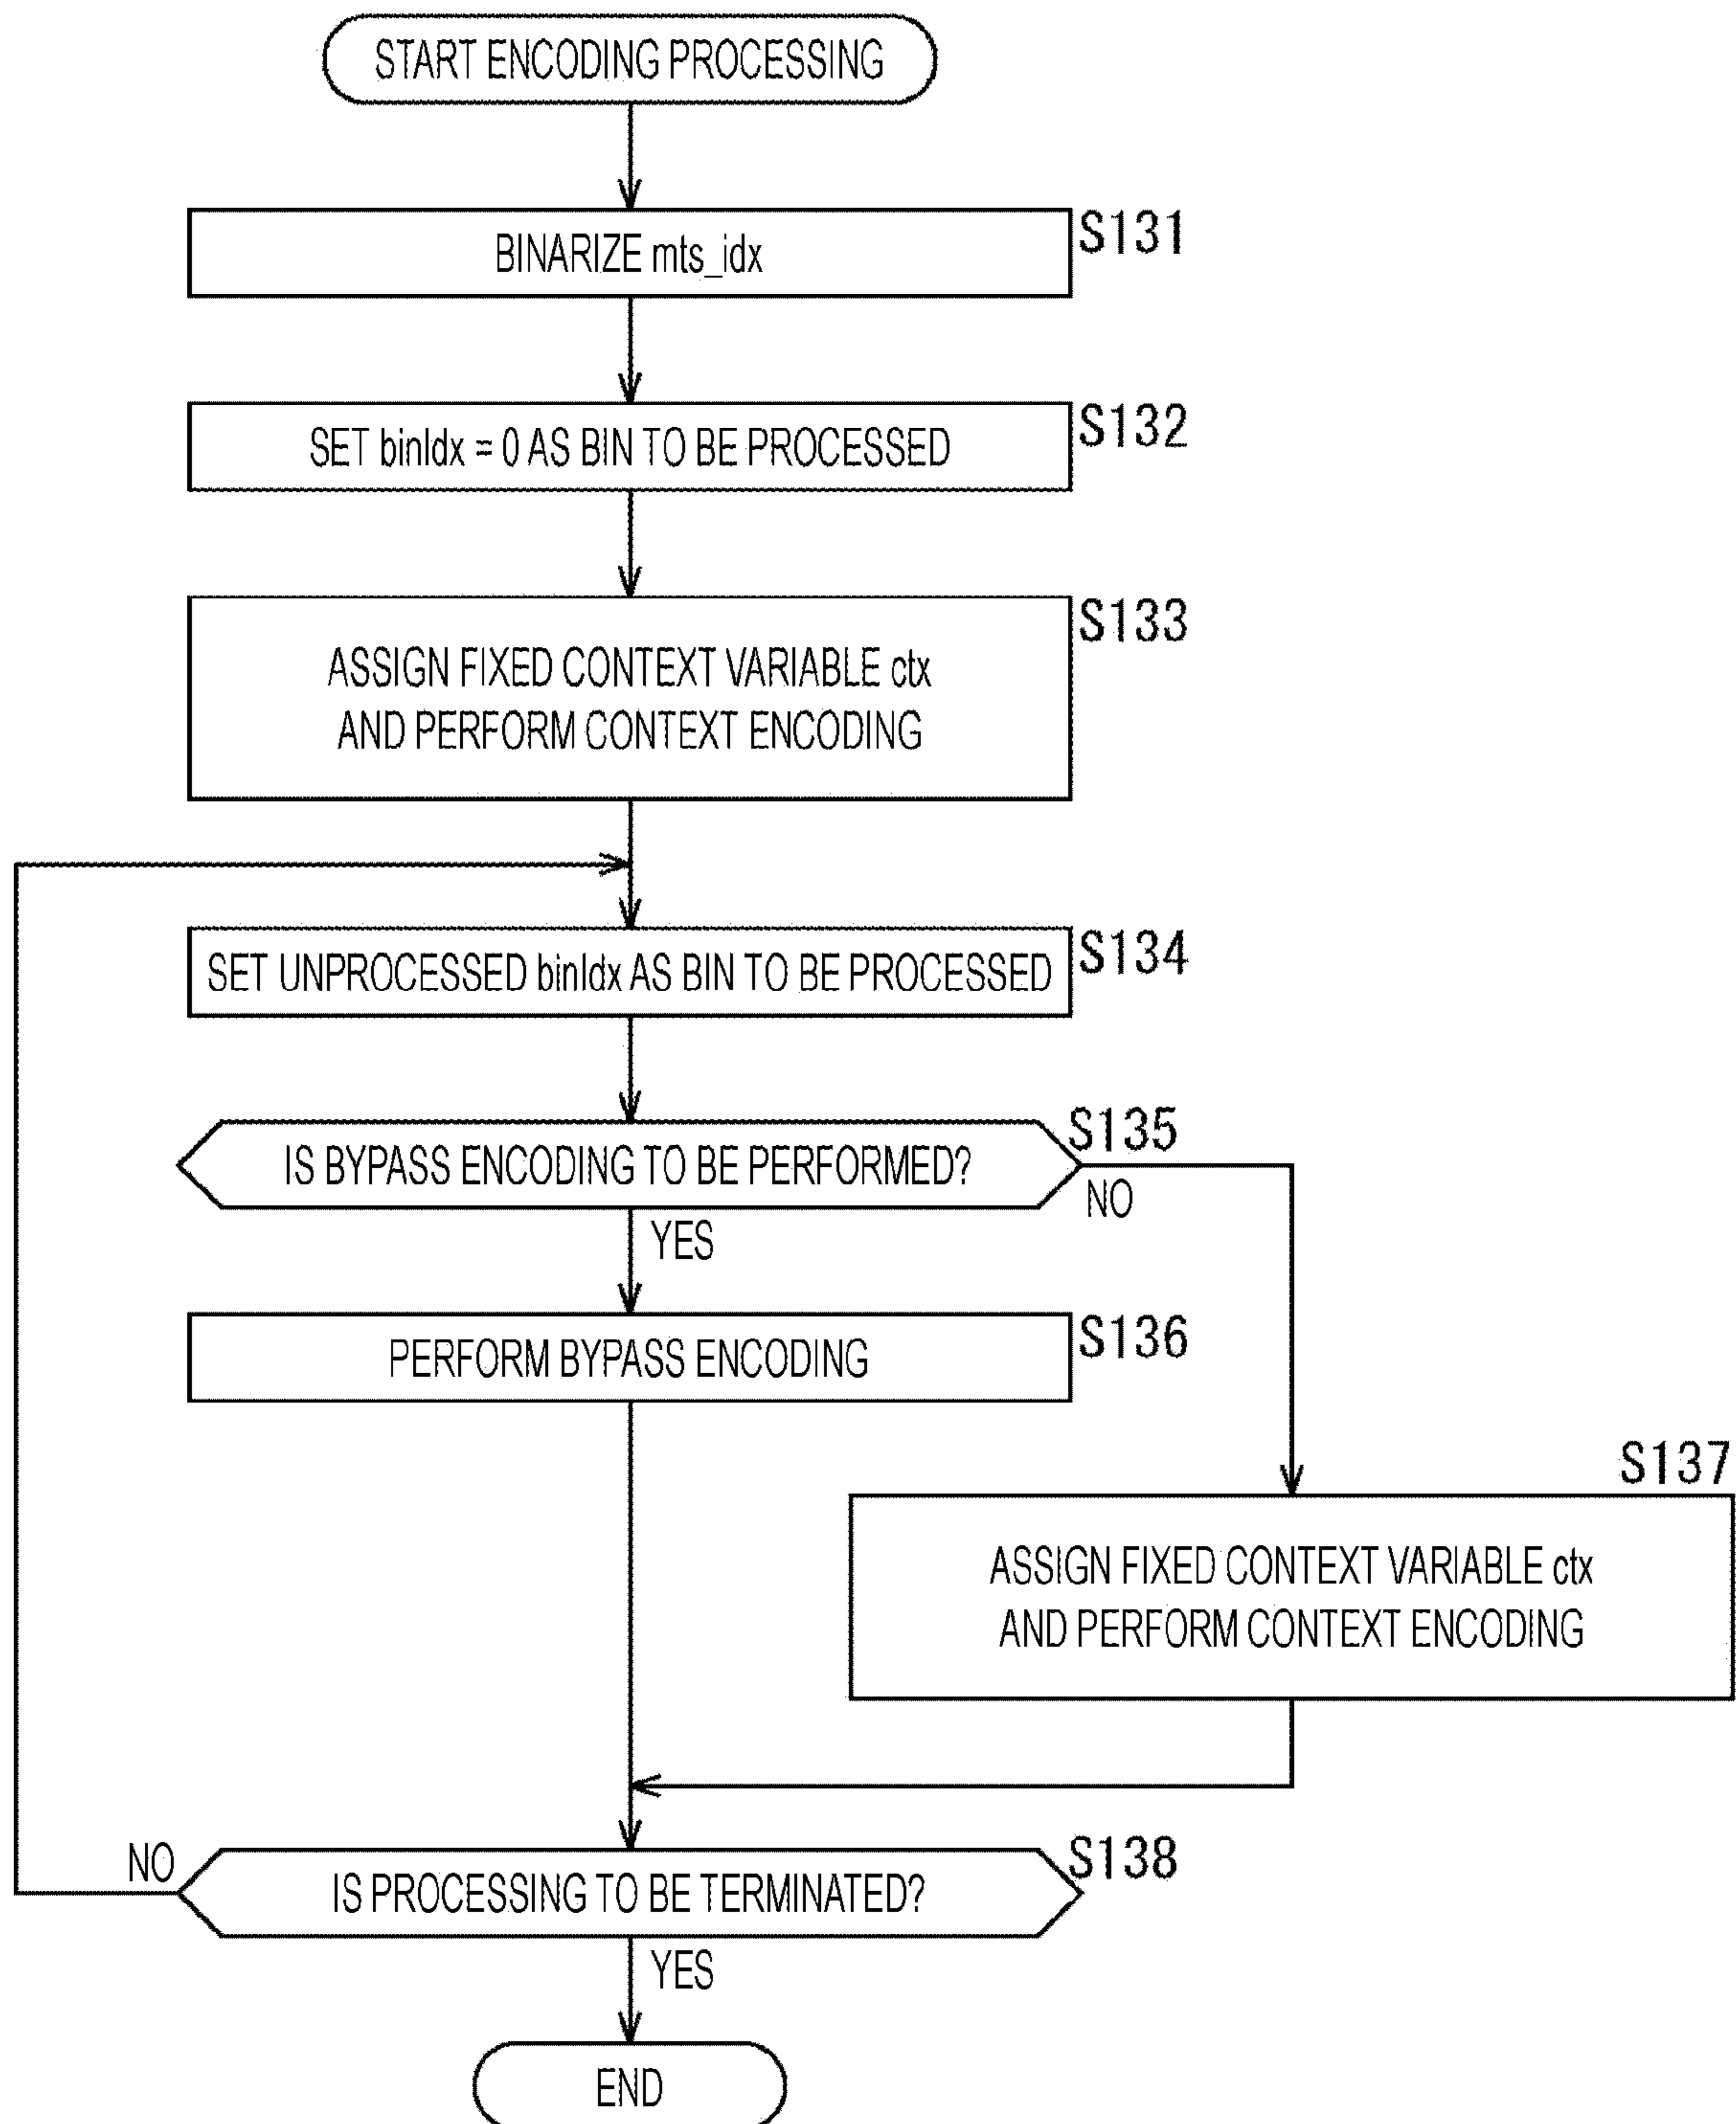 START ENCODING PROCESSING
BINARIZE mts_idx
S131
SET binIdx = 0 AS BIN TO BE PROCESSED
S132
ASSIGN FIXED CONTEXT VARIABLE ctx
AND PERFORM CONTEXT ENCODING
S133
SET UNPROCESSED binIdx AS BIN TO BE PROCESSED
S134
IS BYPASS ENCODING TO BE PERFORMED?
S135
NO
YES
PERFORM BYPASS ENCODING
S136
S137
ASSIGN FIXED CONTEXT VARIABLE ctx
AND PERFORM CONTEXT ENCODING
NO
IS PROCESSING TO BE TERMINATED?
S138
YES
END